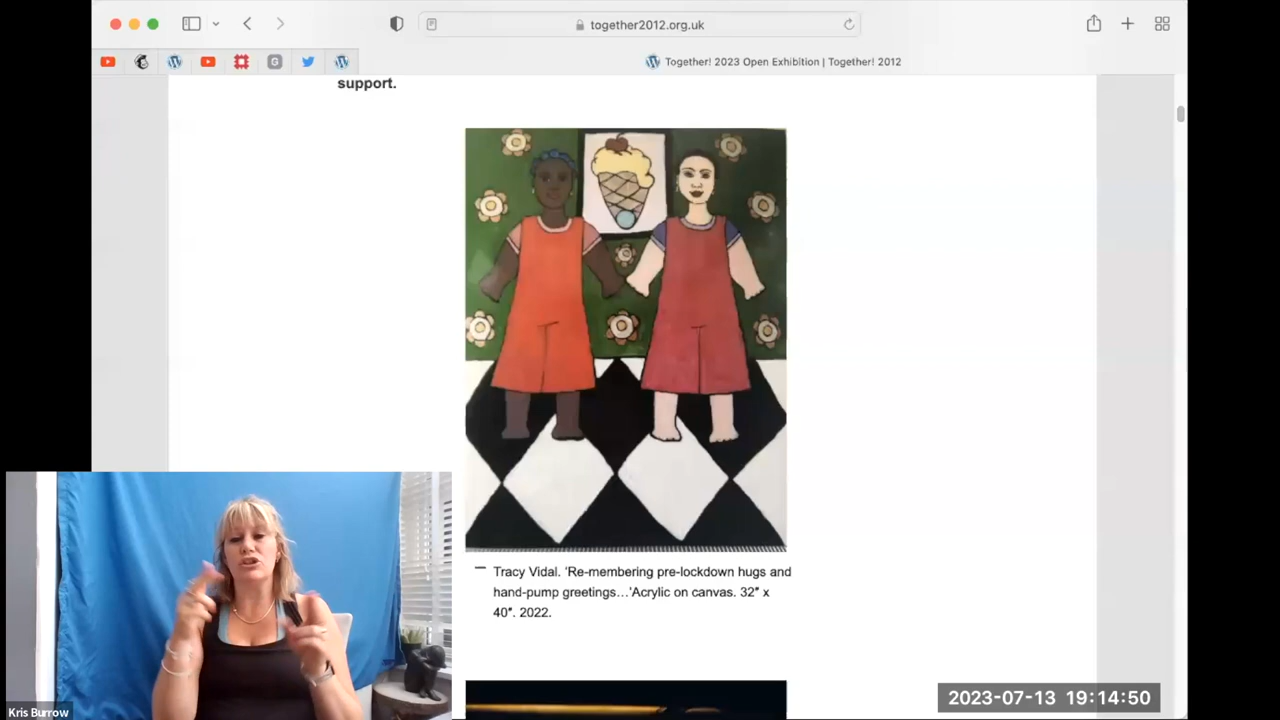 together2012.org.uk
G
Together! 2023 Open Exhibition | Together! 2012
support.
Tracy Vidal. ‘Re-membering pre-lockdown hugs and
hand-pump greetings…’Acrylic on canvas. 32″ x
40″. 2022.
Kris Burrow
2023-07-13 19:14:50